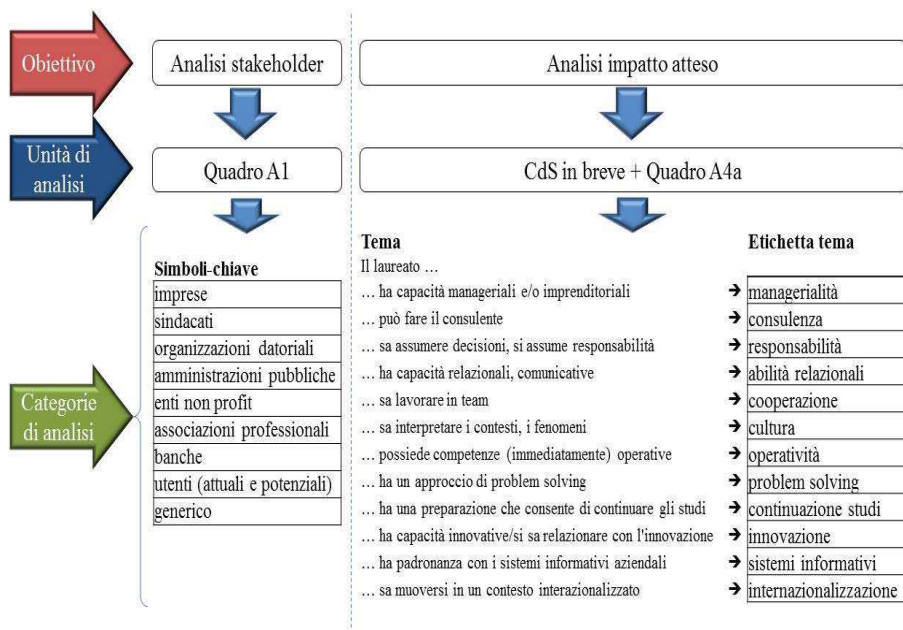 Obiettivo
Analisi stakeholder
Analisi impatto atteso
Unità di
analisi
Quadro A1
CdS in breve + Quadro A4a
Categorie
di analisi
Simboli-chiave
imprese
sindacati
organizzazioni datoriali
amministrazioni pubbliche
enti non profit
associazioni professionali
banche
utenti (attuali e potenziali)
generico
Tema
Etichetta tema
Il laureato …
… ha capacità manageriali e/o imprenditoriali ➔ managerialità
… può fare il consulente ➔ consulenza
… sa assumere decisioni, si assume responsabilità ➔ responsabilità
… ha capacità relazionali, comunicative ➔ abilità relazionali
… sa lavorare in team ➔ cooperazione
… sa interpretare i contesti, i fenomeni ➔ cultura
… possiede competenze (immediatamente) operative ➔ operatività
… ha un approccio di problem solving ➔ problem solving
… ha una preparazione che consente di continuare gli studi ➔ continuazione studi
… ha capacità innovative/si sa relazionare con l'innovazione ➔ innovazione
… ha padronanza con i sistemi informativi aziendali ➔ sistemi informativi
… sa muoversi in un contesto interazionalizzato ➔ internazionalizzazione